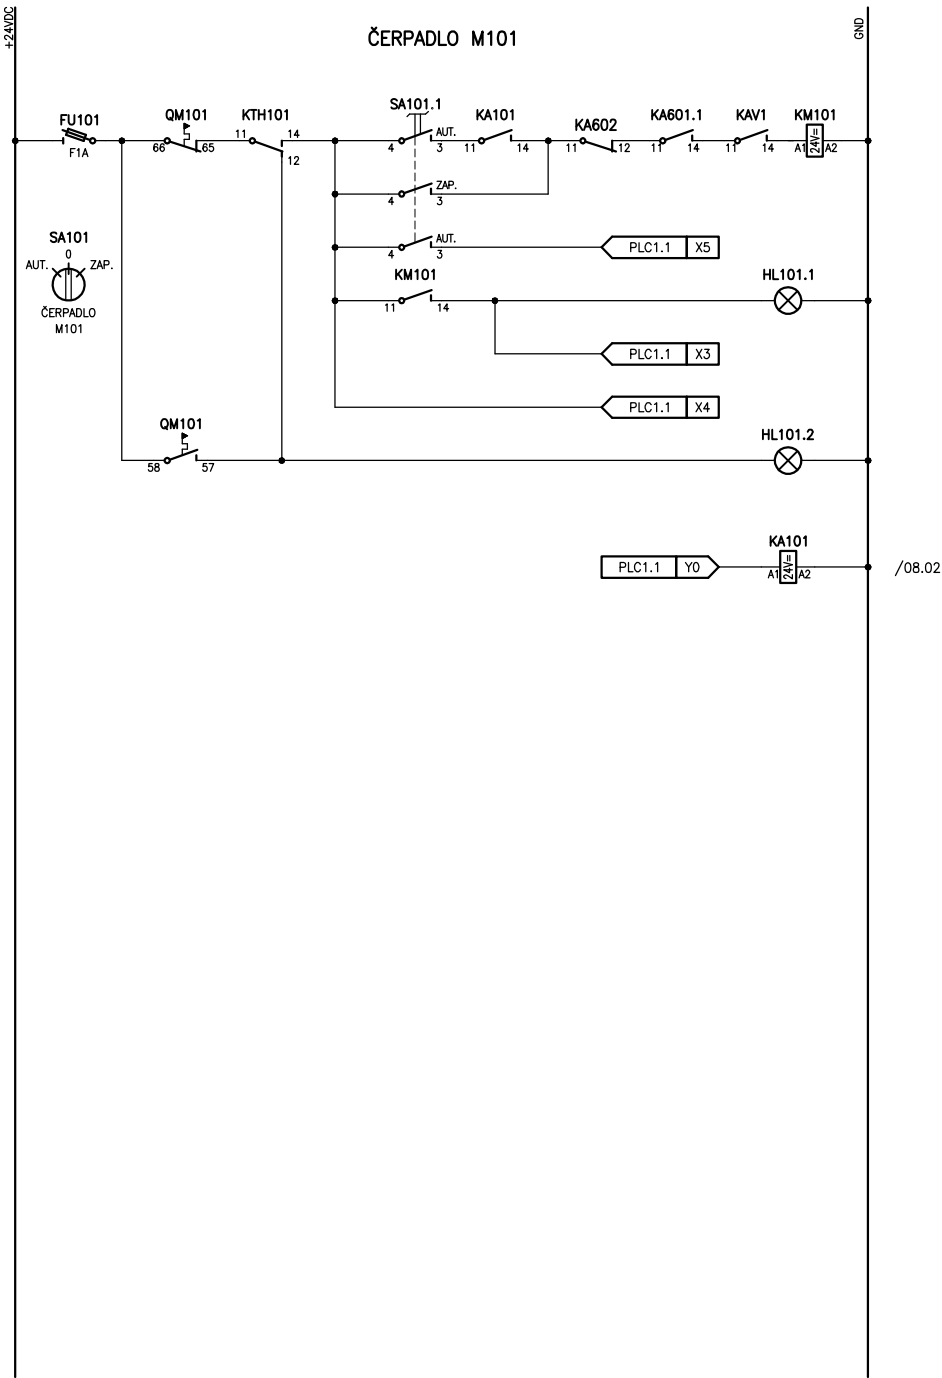 +24VDC
GND
ČERPADLO M101
FU101
F1A
QM101
66 65
KTH101
11 14
12
SA101.1
AUT.
4 3
KA101
11 14
KA602
11 12
KA601.1
11 14
KAV1
11 14
KM101
24V=
A1 A2
ZAP.
4 3
AUT.
4 3
PLC1.1 X5
SA101
0
AUT. ZAP.
ČERPADLO
M101
KM101
11 14
HL101.1
PLC1.1 X3
PLC1.1 X4
QM101
58 57
HL101.2
PLC1.1 Y0
KA101
24V=
A1 A2
/08.02